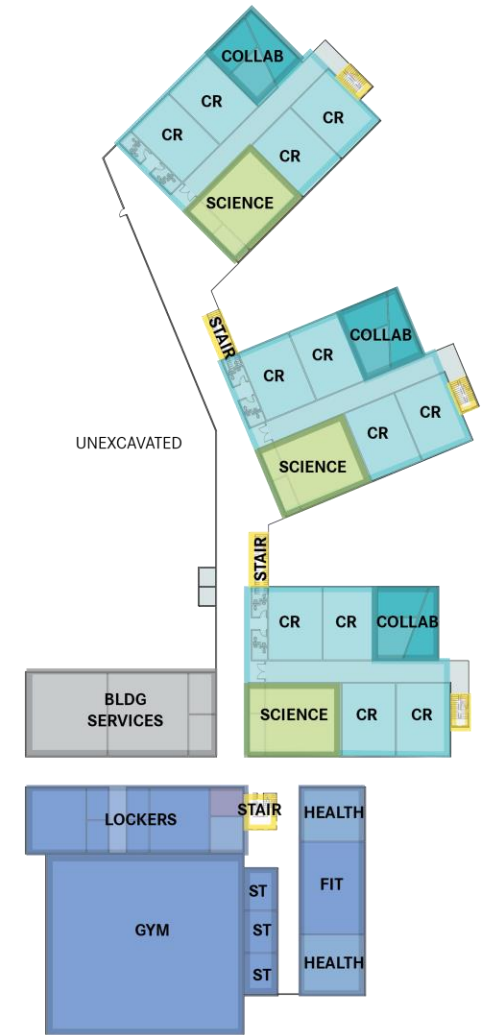 COLLAB
CR
CR
CR
CR
SCIENCE
STAIR
COLLAB
CR
CR
CR
CR
SCIENCE
UNEXCAVATED
STAIR
CR
CR
COLLAB
SCIENCE
CR
CR
BLDG
SERVICES
LOCKERS
STAIR
HEALTH
ST
FIT
GYM
ST
ST
HEALTH